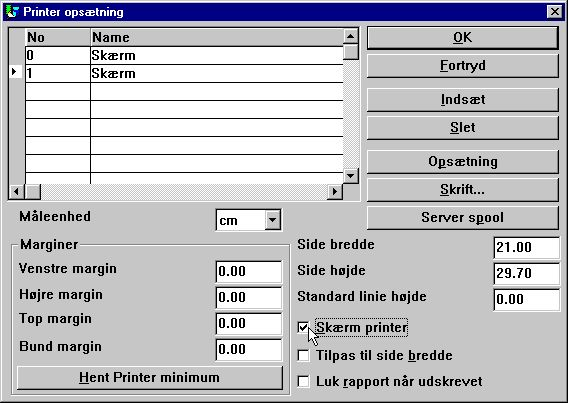 Printer opsætning
No Name
0 Skærm
1 Skærm
OK
Fortryd
Indsæt
Slet
Opsætning
Skrift...
Server spool
Måleenhed cm
Marginer
Venstre margin 0.00
Højre margin 0.00
Top margin 0.00
Bund margin 0.00
Hent Printer minimum
Side bredde 21.00
Side højde 29.70
Standard linie højde 0.00
Skærm printer
Tilpas til side bredde
Luk rapport når udskrevet